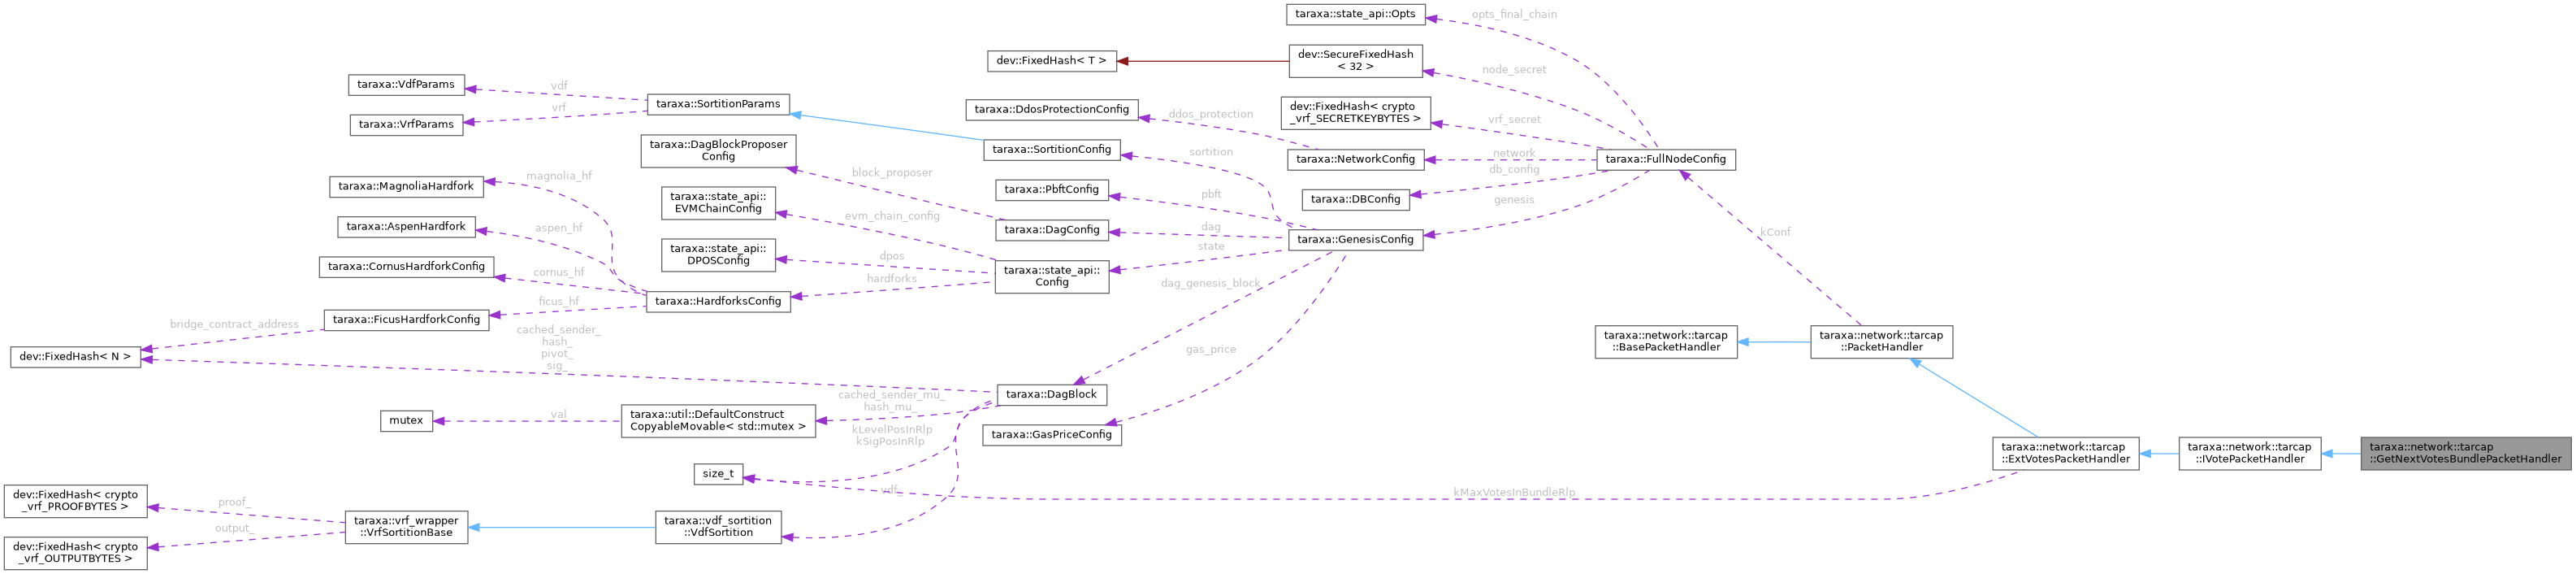 taraxa::state_api::Opts
opts_final_chain
dev::SecureFixedHash
< 32 >
dev::FixedHash< T >
node_secret
taraxa::VdfParams
vdf
taraxa::SortitionParams
vrf
taraxa::VrfParams
taraxa::DdosProtectionConfig
ddos_protection
dev::FixedHash< crypto
_vrf_SECRETKEYBYTES >
vrf_secret
taraxa::DagBlockProposer
Config
taraxa::SortitionConfig
sortition
taraxa::NetworkConfig
network
taraxa::FullNodeConfig
db_config
taraxa::MagnoliaHardfork
magnolia_hf
block_proposer
taraxa::PbftConfig
pbft
taraxa::DBConfig
genesis
taraxa::state_api::
EVMChainConfig
evm_chain_config
taraxa::AspenHardfork
aspen_hf
taraxa::DagConfig
dag
taraxa::GenesisConfig
kConf
state
taraxa::state_api::
DPOSConfig
dpos
taraxa::CornusHardforkConfig
cornus_hf
hardforks
taraxa::state_api::
Config
dag_genesis_block
taraxa::HardforksConfig
ficus_hf
taraxa::FicusHardforkConfig
bridge_contract_address
cached_sender_
hash_
pivot_
sig_
dev::FixedHash< N >
gas_price
taraxa::network::tarcap
::BasePacketHandler
taraxa::network::tarcap
::PacketHandler
taraxa::DagBlock
cached_sender_mu_
hash_mu_
mutex
val
taraxa::util::DefaultConstruct
CopyableMovable< std::mutex >
kLevelPosInRlp
kSigPosInRlp
taraxa::GasPriceConfig
taraxa::network::tarcap
::ExtVotesPacketHandler
taraxa::network::tarcap
::IVotePacketHandler
taraxa::network::tarcap
::GetNextVotesBundlePacketHandler
size_t
vdf_
kMaxVotesInBundleRlp
dev::FixedHash< crypto
_vrf_PROOFBYTES >
proof_
taraxa::vrf_wrapper
::VrfSortitionBase
taraxa::vdf_sortition
::VdfSortition
output_
dev::FixedHash< crypto
_vrf_OUTPUTBYTES >